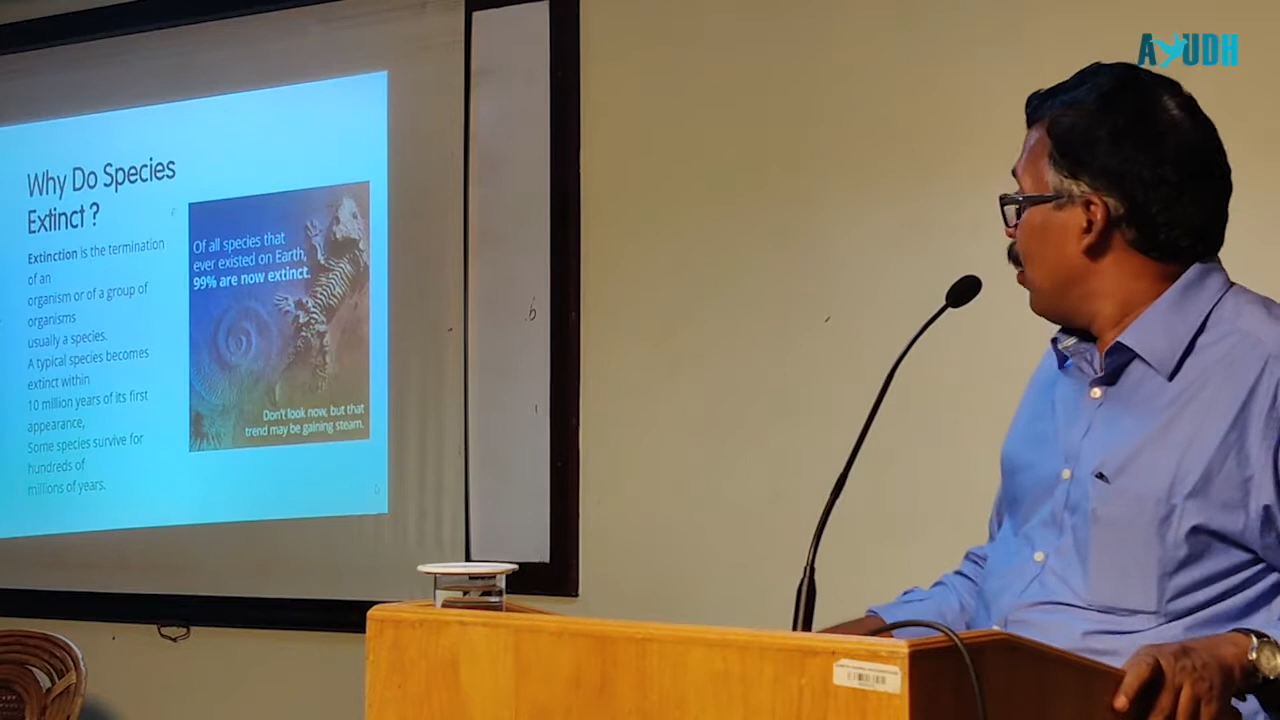 AYUDH
Why Do Species
Extinct ?
Extinction is the termination
of an
organism or of a group of
organisms
usually a species.
A typical species becomes
extinct within
10 million years of its first
appearance,
Some species survive for
hundreds of
millions of years.
Of all species that
ever existed on Earth,
99% are now extinct.
Don't look now, but that
trend may be gaining steam.